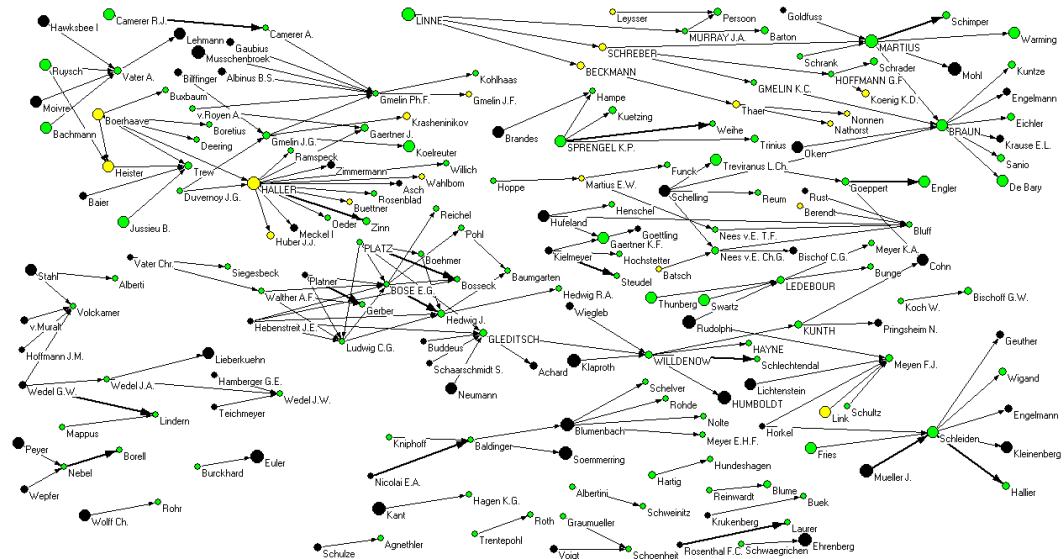 Hawksbee I
Camerer R.J.
Lehmann
Musschenbroek
Gaubius
Camerer A.
Ruysch
Vater A.
Bilfinger
Albinus B.S.
Moivre
Buxbaum
v.Royen A.
Gmelin Ph.F.
Kohlhaas
Gmelin J.F.
Krasheninikov
Boerhaave
Boretius
Bachmann
Deering
Gmelin J.G.
Gaertner J.
Koelreuter
Ramspeck
Heister
Trew
Zimmermann
Willich
Baier
Duvernoy J.G.
HALLER
Wahlbom
Asch
Rosenblad
Buettner
Oeder
Zinn
Jussieu B.
Huber J.J.
Meckel I
LINNE
Leysser
Persoon
MURRAY J.A.
Barton
SCHREBER
BECKMANN
Goldfuss
Schimper
MARTIUS
Warming
Schrank
Schrader
Mohl
HOFFMANN G.F.
Kuntze
GMELIN K.C.
Koenig K.D.
Engelmann
Hampe
Thaer
Nonnen
Nathorst
Eichler
Kuetzing
Brandes
Weihe
BRAUN
Krause E.L.
SPRENGEL K.P.
Trinius
Oken
Sanio
Treviranus L.Ch.
De Bary
Hoppe
Martius E.W.
Funck
Goeppert
Engler
Schelling
Reum
Rust
Berendt
Hufeland
Henschel
Nees v.E. T.F.
Bluff
Goettling
Gaertner K.F.
Kielmeyer
Hochstetter
Nees v.E. Ch.G.
Bischof C.G.
Meyer K.A.
Batsch
Steudel
Bunge
Cohn
LEDEBOUR
Thunberg
Swartz
Koch W.
Bischoff G.W.
Rudolphi
KUNTH
Pringsheim N.
Reichel
Pohl
PLATZ
Boehmer
Baumgarten
Stahl
Alberti
Vater Chr.
Siegesbeck
Platner
Walther A.F.
BOSE E.G.
Bosseck
Gerber
Hedwig R.A.
Volckamer
v.Muralt
Hebenstreit J.E.
Hedwig J.
Wiegleb
Hoffmann J.M.
Ludwig C.G.
GLEDITSCH
Buddeus
Schaarschmidt S.
Achard
Klaproth
WILLDENOW
HAYNE
Schlechtendal
Neumann
HUMBOLDT
Lichtenstein
Meyen F.J.
Geuther
Wigand
Link
Schultz
Horkel
Engelmann
Fries
Schleiden
Kleinenberg
Mueller J.
Hallier
Lieberkuehn
Wedel G.W.
Wedel J.A.
Hamberger G.E.
Wedel J.W.
Teichmeyer
Lindern
Mappus
Peyer
Borell
Nebel
Wepfer
Burckhard
Euler
Wolff Ch.
Rohr
Schelver
Rohde
Kniphoff
Baldinger
Blumenbach
Nolte
Meyer E.H.F.
Nicolai E.A.
Soemmerring
Hundeshagen
Hartig
Kant
Hagen K.G.
Albertini
Schweinitz
Reinwardt
Blume
Buek
Roth
Trentepohl
Graumueller
Krukenberg
Laurer
Schulze
Agnethler
Voigt
Schoenheit
Rosenthal F.C.
Schwaegrichen
Ehrenberg